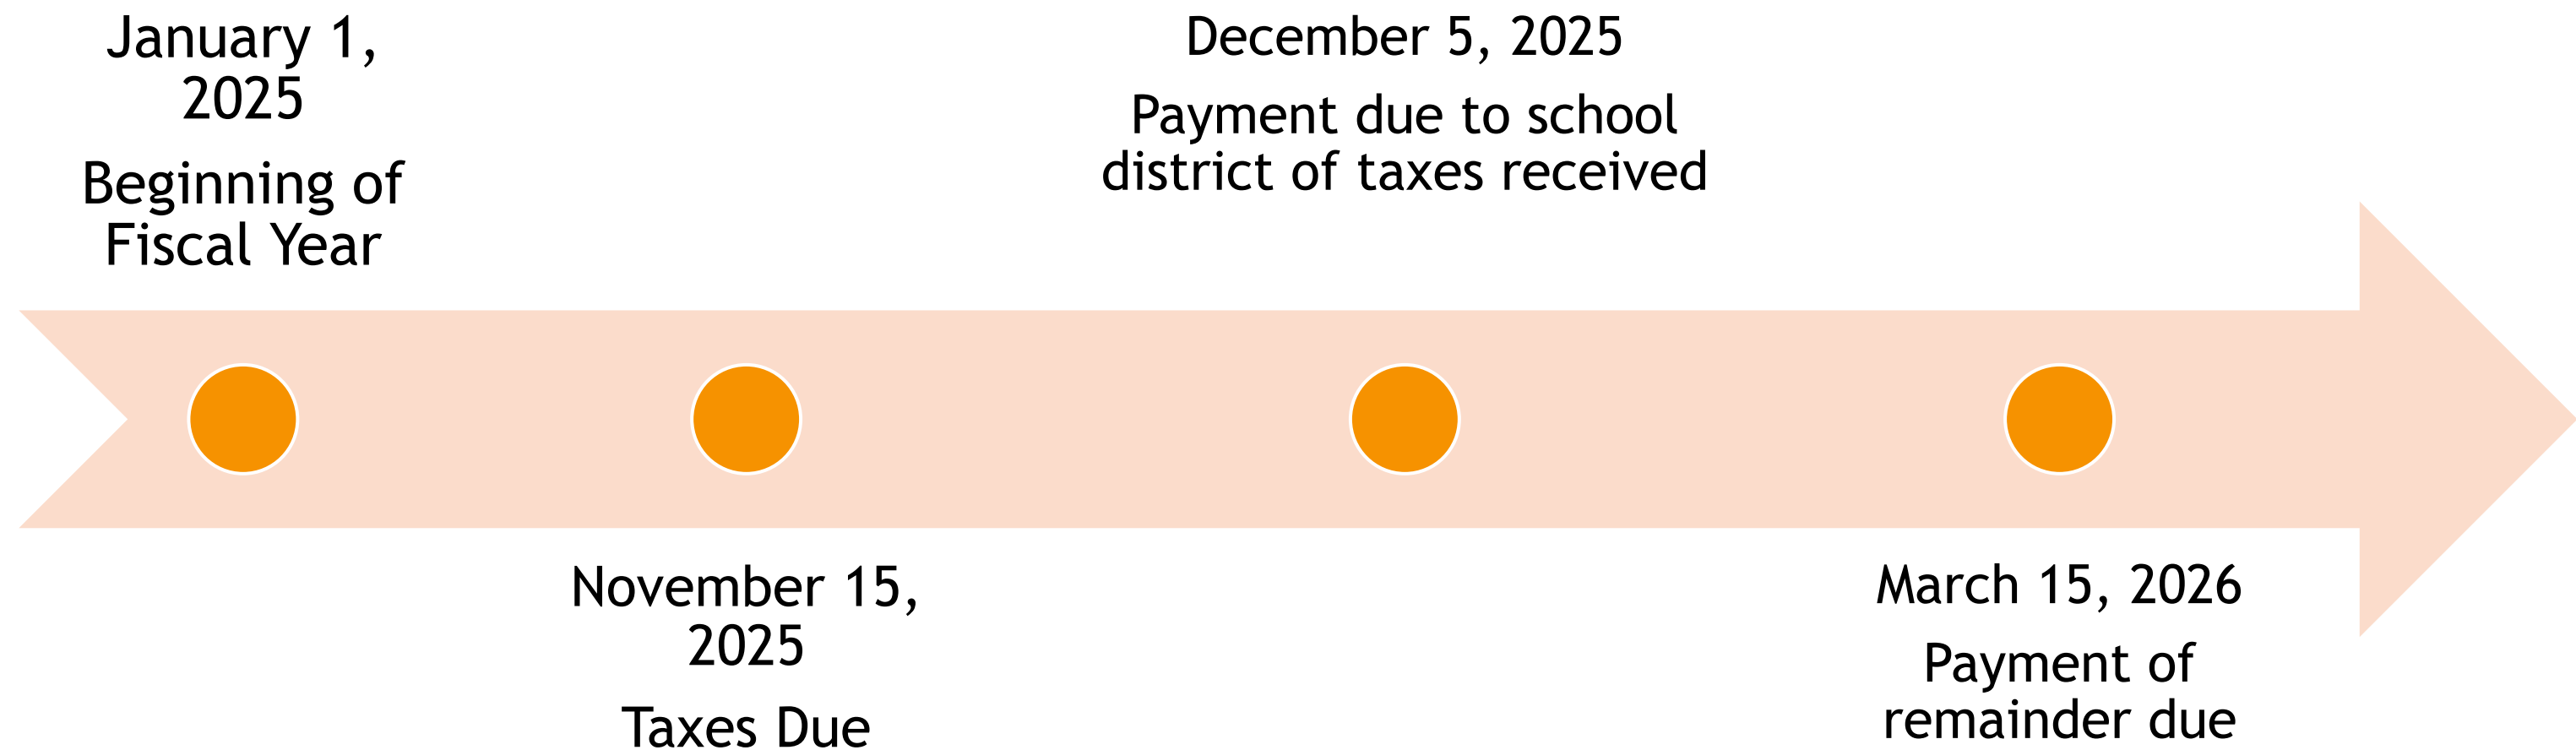 January 1,
2025
Beginning of
Fiscal Year
November 15,
2025
Taxes Due
December 5, 2025
Payment due to school
district of taxes received
March 15, 2026
Payment of
remainder due